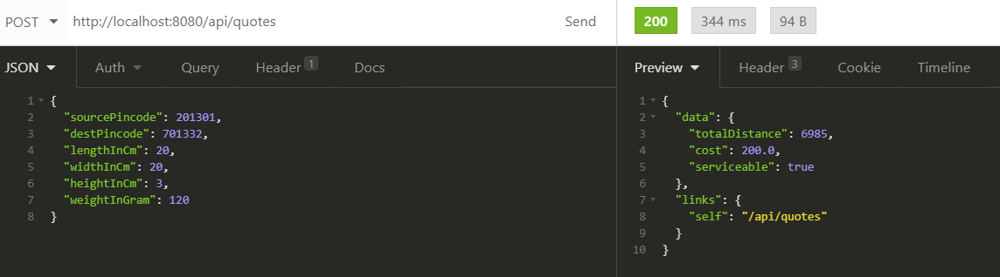 POST http://localhost:8080/api/quotes Send 200 344 ms 94 B
JSON Auth Query Header 1 Docs Preview Header 3 Cookie Timeline
1 {
2 "sourcePincode": 201301,
3 "destPincode": 701332,
4 "lengthInCm": 20,
5 "widthInCm": 20,
6 "heightInCm": 3,
7 "weightInGram": 120
8 }
1 {
2 "data": {
3 "totalDistance": 6985,
4 "cost": 200.0,
5 "serviceable": true
6 },
7 "links": {
8 "self": "/api/quotes"
9 }
10 }